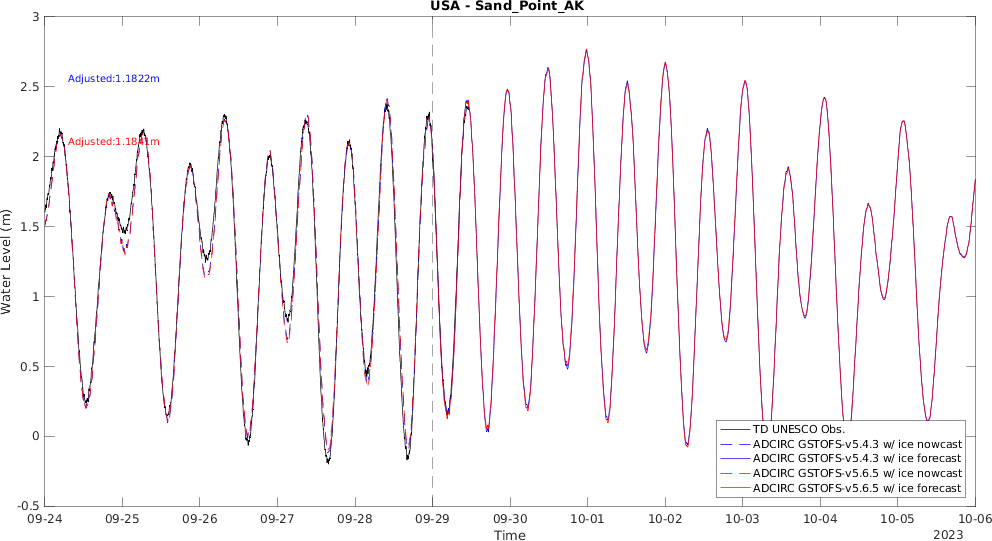 USA - Sand_Point_AK
3
2.5
2
1.5
1
0.5
0
-0.5
Water Level (m)
Adjusted:1.1822m
Adjusted:1.1841m
TD UNESCO Obs.
ADCIRC GSTOFS-v5.4.3 w/ ice nowcast
ADCIRC GSTOFS-v5.4.3 w/ ice forecast
ADCIRC GSTOFS-v5.6.5 w/ ice nowcast
ADCIRC GSTOFS-v5.6.5 w/ ice forecast
09-24 09-25 09-26 09-27 09-28 09-29 09-30 10-01 10-02 10-03 10-04 10-05 10-06
Time
2023